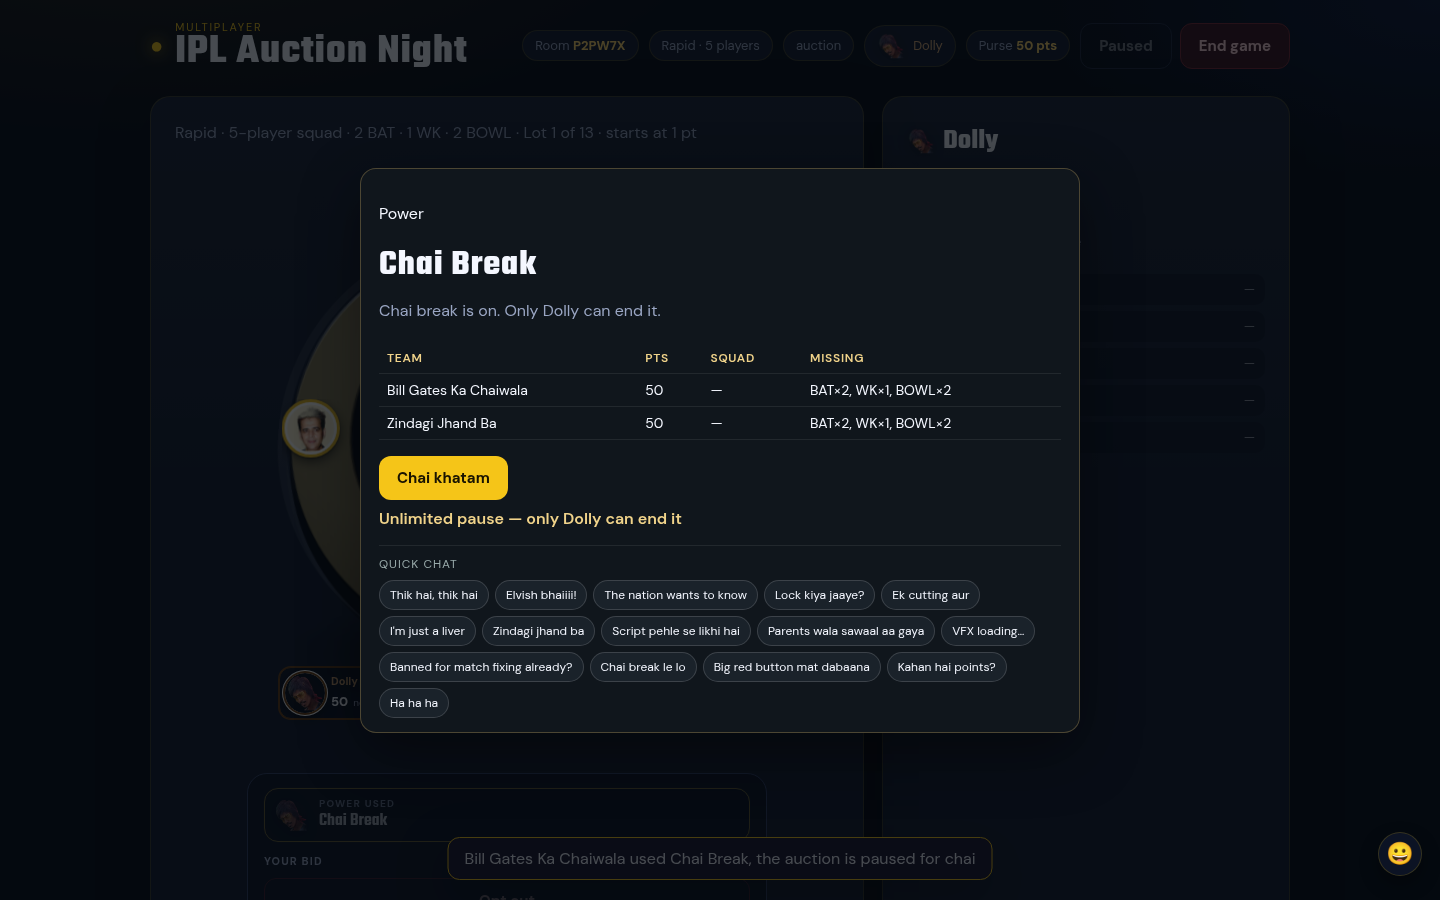 MULTIPLAYER
IPL Auction Night
Room P2PW7X
Rapid · 5 players
auction
Dolly
Purse 50 pts
Paused
End game
Rapid · 5-player squad · 2 BAT · 1 WK · 2 BOWL · Lot 1 of 13 · starts at 1 pt
Dolly
Power
Chai Break
Chai break is on. Only Dolly can end it.
TEAM PTS SQUAD MISSING
Bill Gates Ka Chaiwala 50 — BAT×2, WK×1, BOWL×2
Zindagi Jhand Ba 50 — BAT×2, WK×1, BOWL×2
Chai khatam
Unlimited pause — only Dolly can end it
QUICK CHAT
Thik hai, thik hai
Elvish bhaiiii!
The nation wants to know
Lock kiya jaaye?
Ek cutting aur
I'm just a liver
Zindagi jhand ba
Script pehle se likhi hai
Parents wala sawaal aa gaya
VFX loading…
Banned for match fixing already?
Chai break le lo
Big red button mat dabaana
Kahan hai points?
Ha ha ha
—
—
—
—
—
Dolly
50
POWER USED
Chai Break
YOUR BID
Bill Gates Ka Chaiwala used Chai Break, the auction is paused for chai